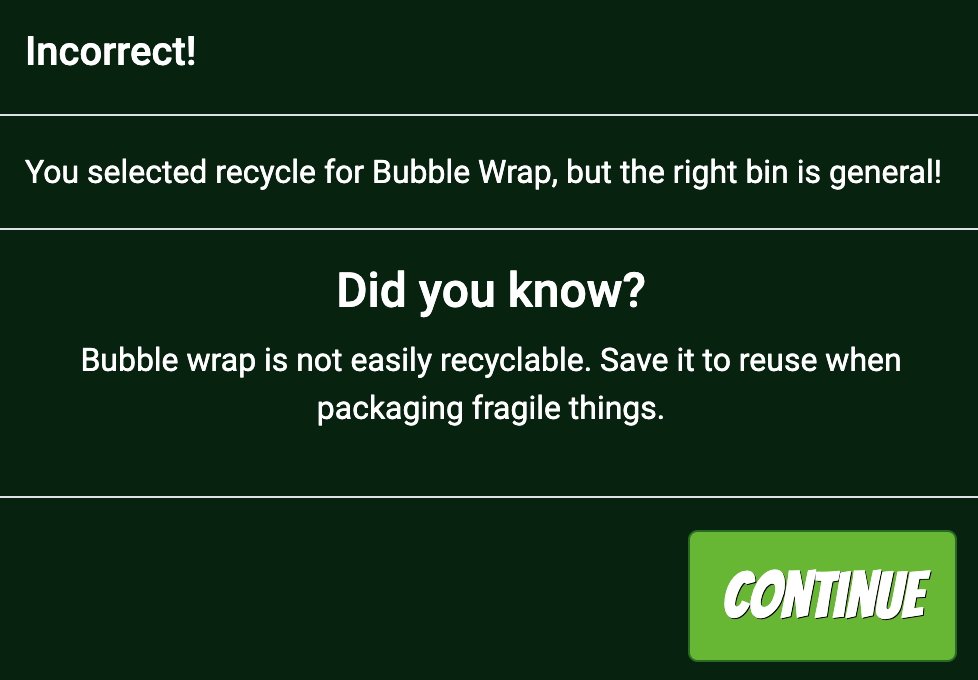 Incorrect!
You selected recycle for Bubble Wrap, but the right bin is general!
Did you know?
Bubble wrap is not easily recyclable. Save it to reuse when
packaging fragile things.
CONTINUE